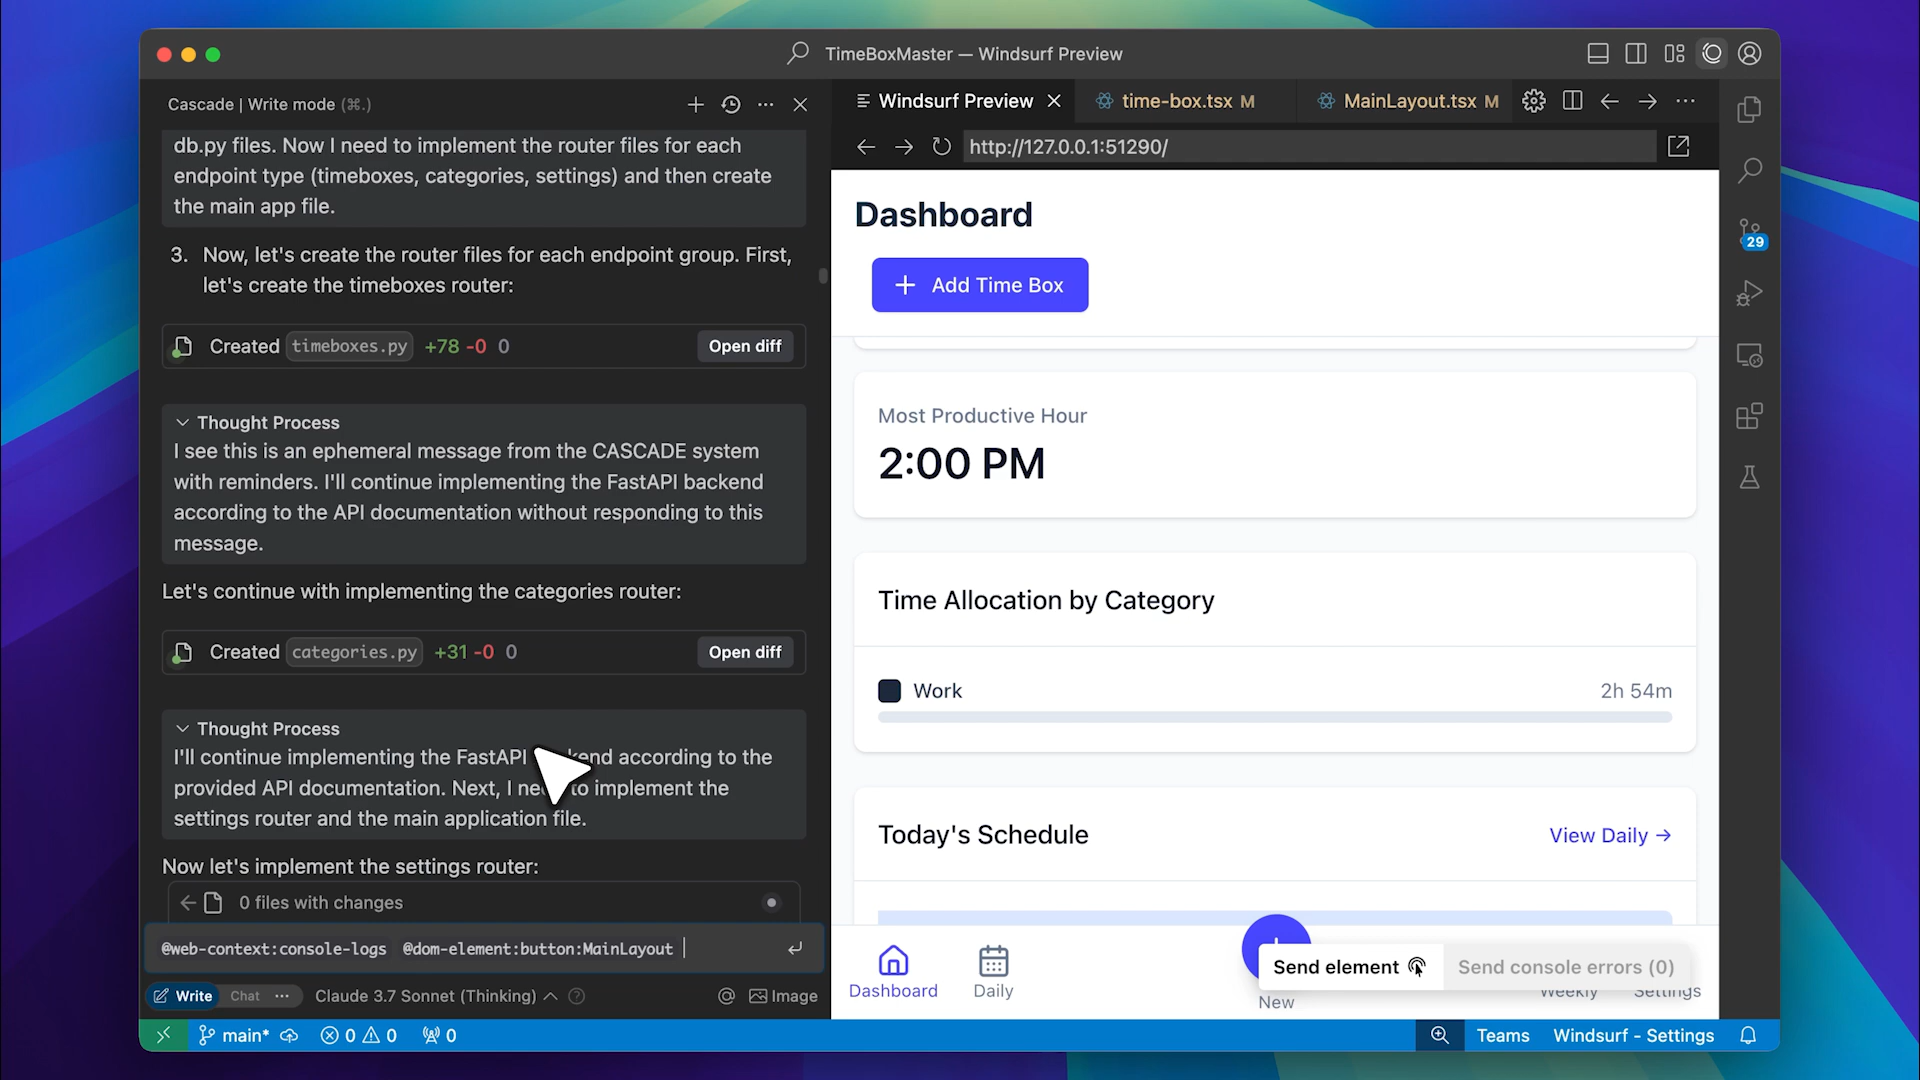 TimeBoxMaster — Windsurf Preview
Cascade | Write mode (⌘.)
db.py files. Now I need to implement the router files for each
endpoint type (timeboxes, categories, settings) and then create
the main app file.
3. Now, let's create the router files for each endpoint group. First,
let's create the timeboxes router:
Created timeboxes.py +78 -0 0 Open diff
Thought Process
I see this is an ephemeral message from the CASCADE system
with reminders. I'll continue implementing the FastAPI backend
according to the API documentation without responding to this
message.
Let's continue with implementing the categories router:
Created categories.py +31 -0 0 Open diff
Thought Process
I'll continue implementing the FastAPI backend according to the
provided API documentation. Next, I need to implement the
settings router and the main application file.
Now let's implement the settings router:
0 files with changes
@web-context:console-logs @dom-element:button:MainLayout
Write Chat ··· Claude 3.7 Sonnet (Thinking) @ Image
Windsurf Preview
time-box.tsx M
MainLayout.tsx M
http://127.0.0.1:51290/
Dashboard
+ Add Time Box
Most Productive Hour
2:00 PM
Time Allocation by Category
Work 2h 54m
Today's Schedule View Daily →
Send element Send console errors (0)
Dashboard Daily New Weekly Settings
29
main* 0 0 0 Teams Windsurf - Settings